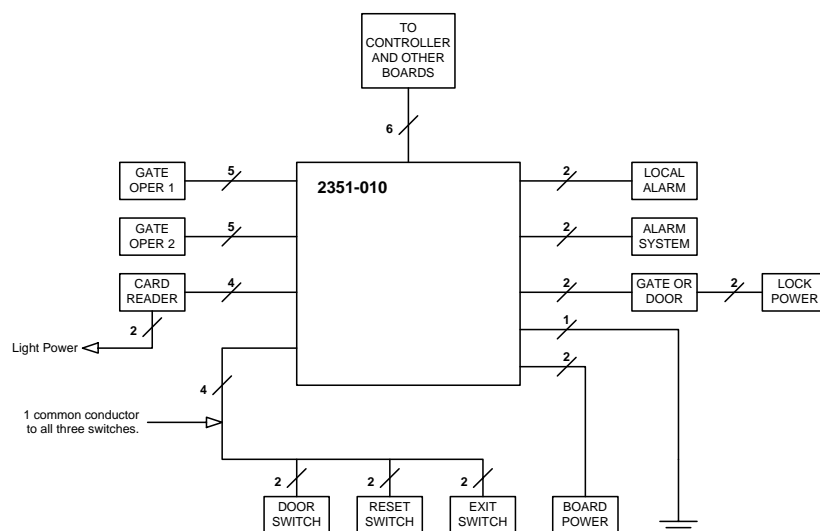 TO
CONTROLLER
AND OTHER
BOARDS
6
2351-010
GATE
OPER 1
5
GATE
OPER 2
5
CARD
READER
4
2
Light Power
4
1 common conductor
to all three switches.
2
LOCAL
ALARM
2
ALARM
SYSTEM
2
GATE OR
DOOR
2
LOCK
POWER
1
2
2
DOOR
SWITCH
2
RESET
SWITCH
2
EXIT
SWITCH
BOARD
POWER